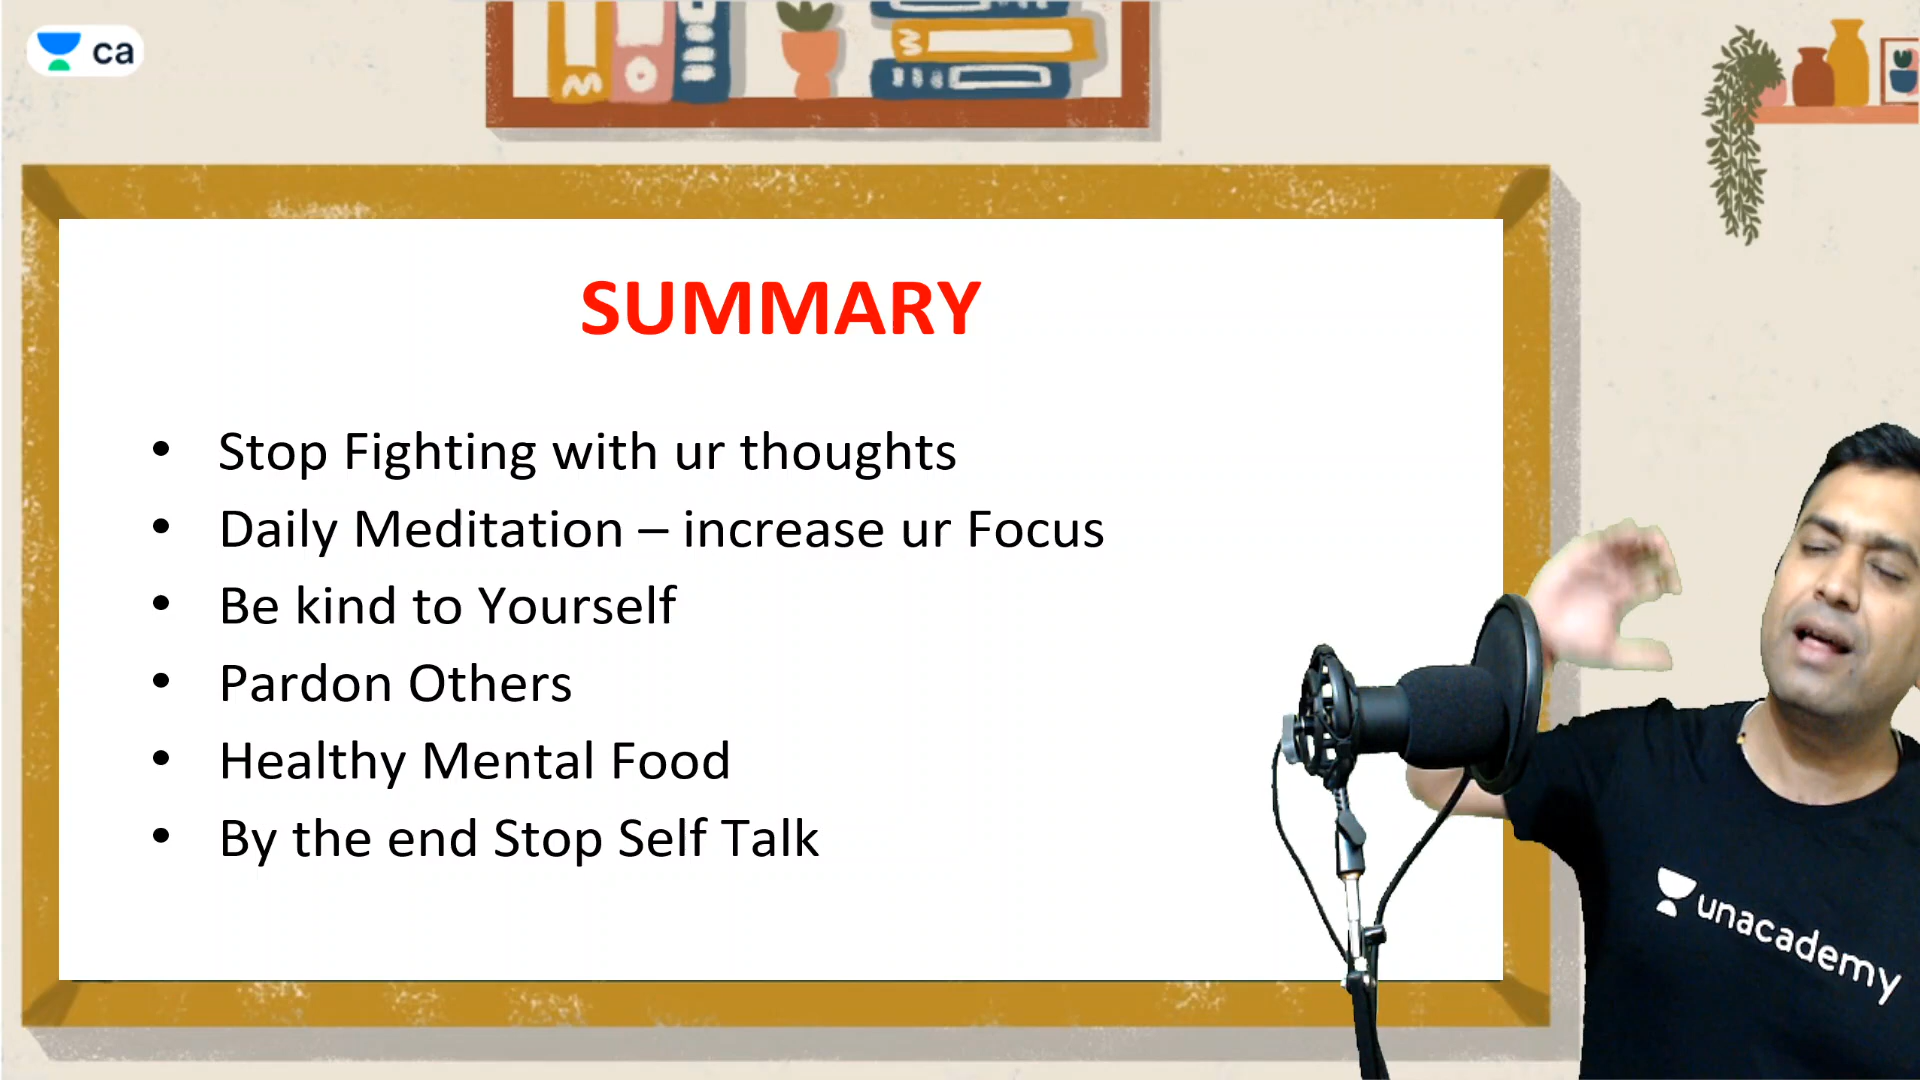 ca
SUMMARY
• Stop Fighting with ur thoughts
• Daily Meditation – increase ur Focus
• Be kind to Yourself
• Pardon Others
• Healthy Mental Food
• By the end Stop Self Talk
unacademy